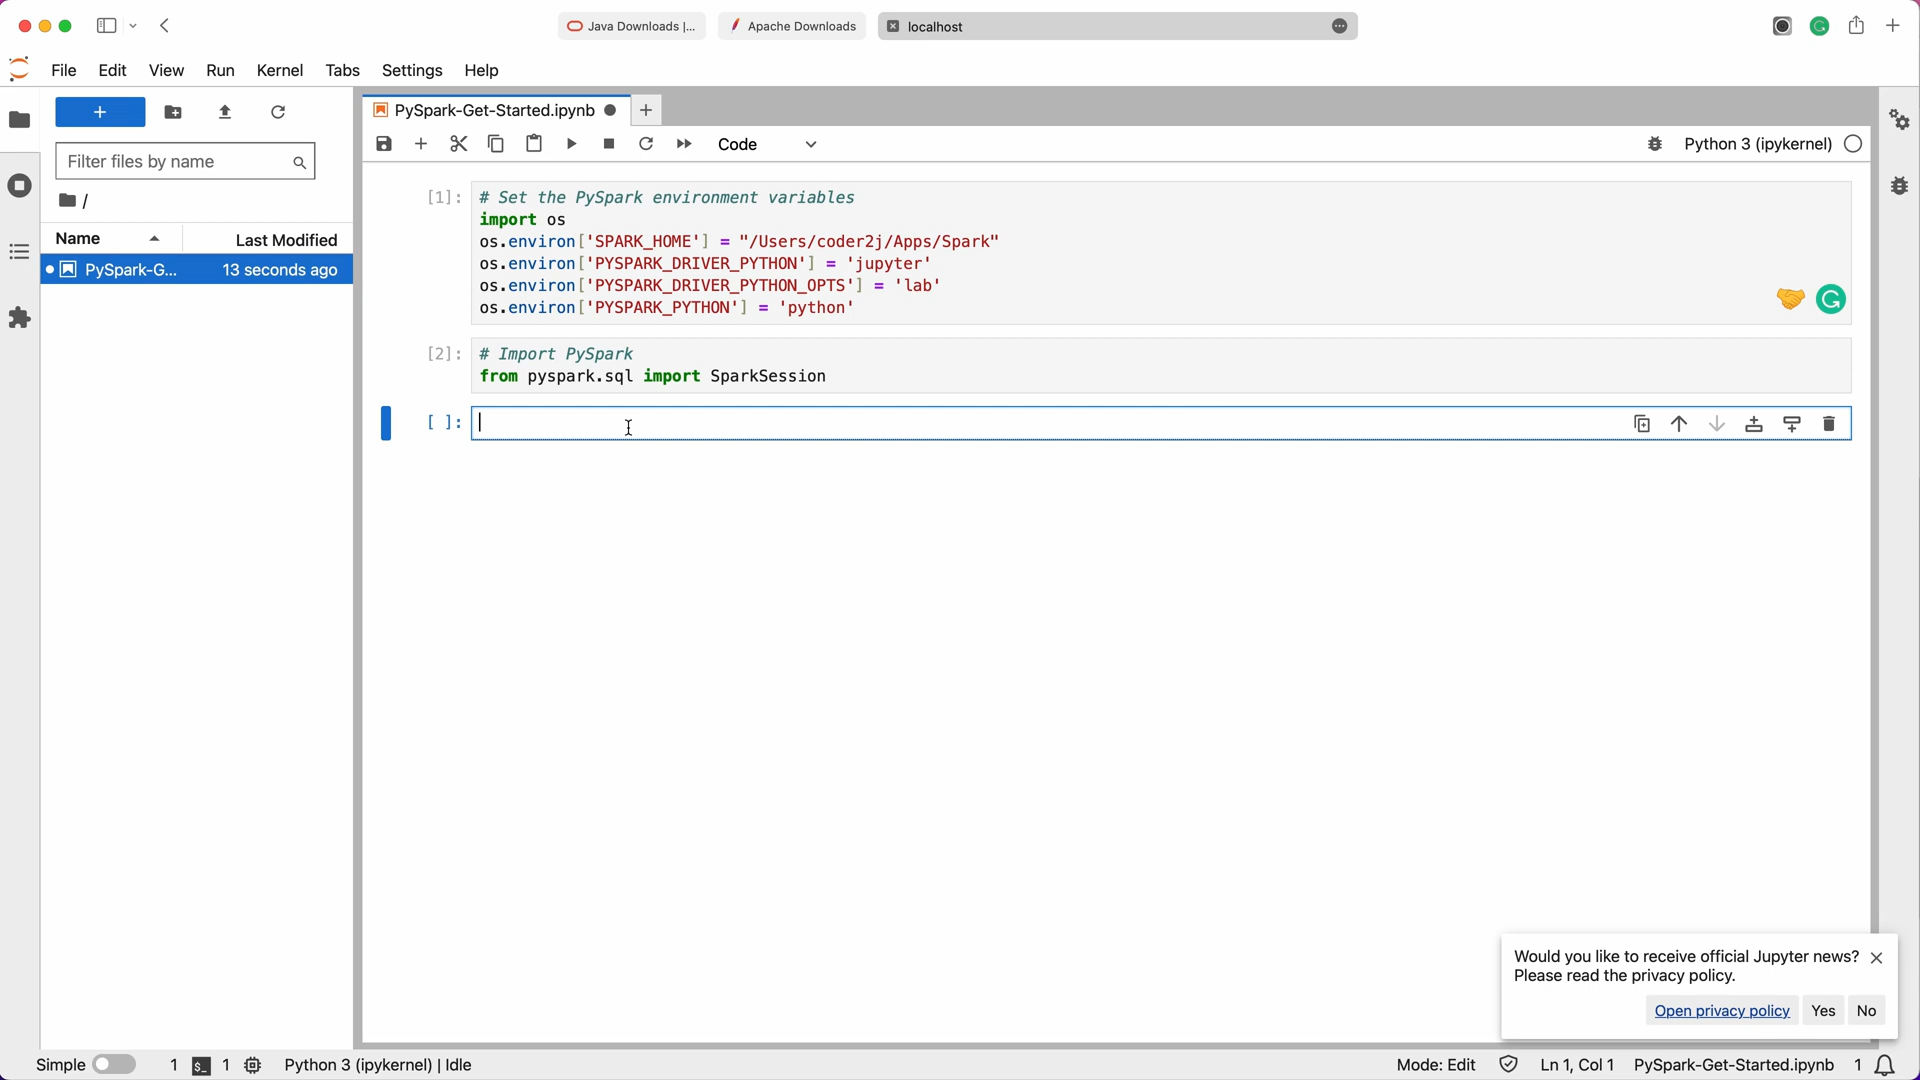 Java Downloads |...
Apache Downloads
localhost
File Edit View Run Kernel Tabs Settings Help
PySpark-Get-Started.ipynb
Filter files by name
Code
Python 3 (ipykernel)
/
Name
Last Modified
PySpark-G...
13 seconds ago
[1]:
# Set the PySpark environment variables
import os
os.environ['SPARK_HOME'] = "/Users/coder2j/Apps/Spark"
os.environ['PYSPARK_DRIVER_PYTHON'] = 'jupyter'
os.environ['PYSPARK_DRIVER_PYTHON_OPTS'] = 'lab'
os.environ['PYSPARK_PYTHON'] = 'python'
[2]:
# Import PySpark
from pyspark.sql import SparkSession
[ ]:
Would you like to receive official Jupyter news?
Please read the privacy policy.
Open privacy policy Yes No
Simple 1 $_ 1 Python 3 (ipykernel) | Idle Mode: Edit Ln 1, Col 1 PySpark-Get-Started.ipynb 1